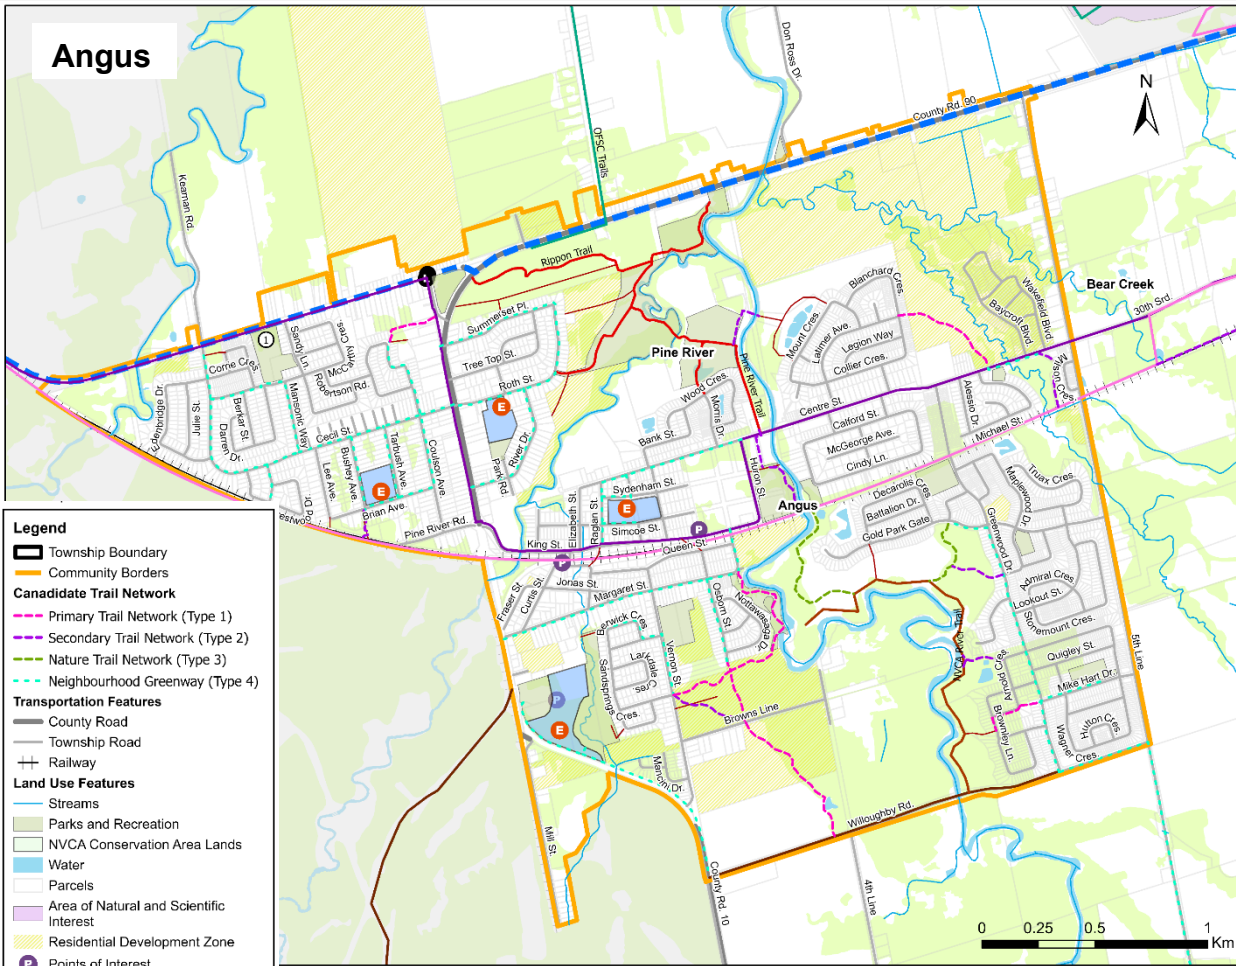 Angus
N
Don Ross Dr.
County Rd. 90
OFSC Trails
Kearnan Rd.
Rippon Trail
Bear Creek
30th Srd.
Wakefield Blvd
Baycroft Blvd
Blanchard Cres.
Mount Cres.
Latimer Ave.
Legion Way
Collier Cres.
Pine River
Pine River Trail
Summerset Pl.
Tree Top St.
Roth St.
1
Sandy Ln.
Corrie Cres.
Robertson Rd.
Mansonic Way
Edenbridge Dr.
June St.
Berkar St.
Darren Dr.
Cecil St.
Lee Ave.
Bushey Ave.
Tarbush Ave.
Coulson Ave.
Brian Ave.
Pine River Rd.
E
E
Park Rd.
River Dr.
Wood Cres.
Morris Dr.
Bank St.
Centre St.
Calford St.
McGeorge Ave.
Cindy Ln.
Alessio Dr.
Michael St.
Mason Cres.
Huron St.
Sydenham St.
E
Simcoe St.
Elizabeth St.
Raglan St.
King St.
Queen St.
P
P
Angus
Decarolis Cres.
Battalion Dr.
Gold Park Gate
Maplewood Dr.
Truax Cres.
Greenwood Dr.
Admiral Cres
Lookout St.
Stonemount Cres.
Quigley St.
Mike Hart Dr.
5th Line
Jonas St.
Margaret St.
Fraser St.
Curtis St.
Berwick Cres.
Osborn St.
Nottawasaga Dr.
Vernon St.
Larkdale Cres.
Sandsprings Cres.
Browns Line
P
E
Mancini Dr.
Mill St.
County Rd. 10
Willoughby Rd.
4th Line
NVCA River Trail
Arnold Cres.
Brownley Ln.
Wagner Cres.
Hutton Cres.
Legend
Township Boundary
Community Borders
Canadidate Trail Network
Primary Trail Network (Type 1)
Secondary Trail Network (Type 2)
Nature Trail Network (Type 3)
Neighbourhood Greenway (Type 4)
Transportation Features
County Road
Township Road
Railway
Land Use Features
Streams
Parks and Recreation
NVCA Conservation Area Lands
Water
Parcels
Area of Natural and Scientific
Interest
Residential Development Zone
P Points of Interest
0 0.25 0.5 1
Km